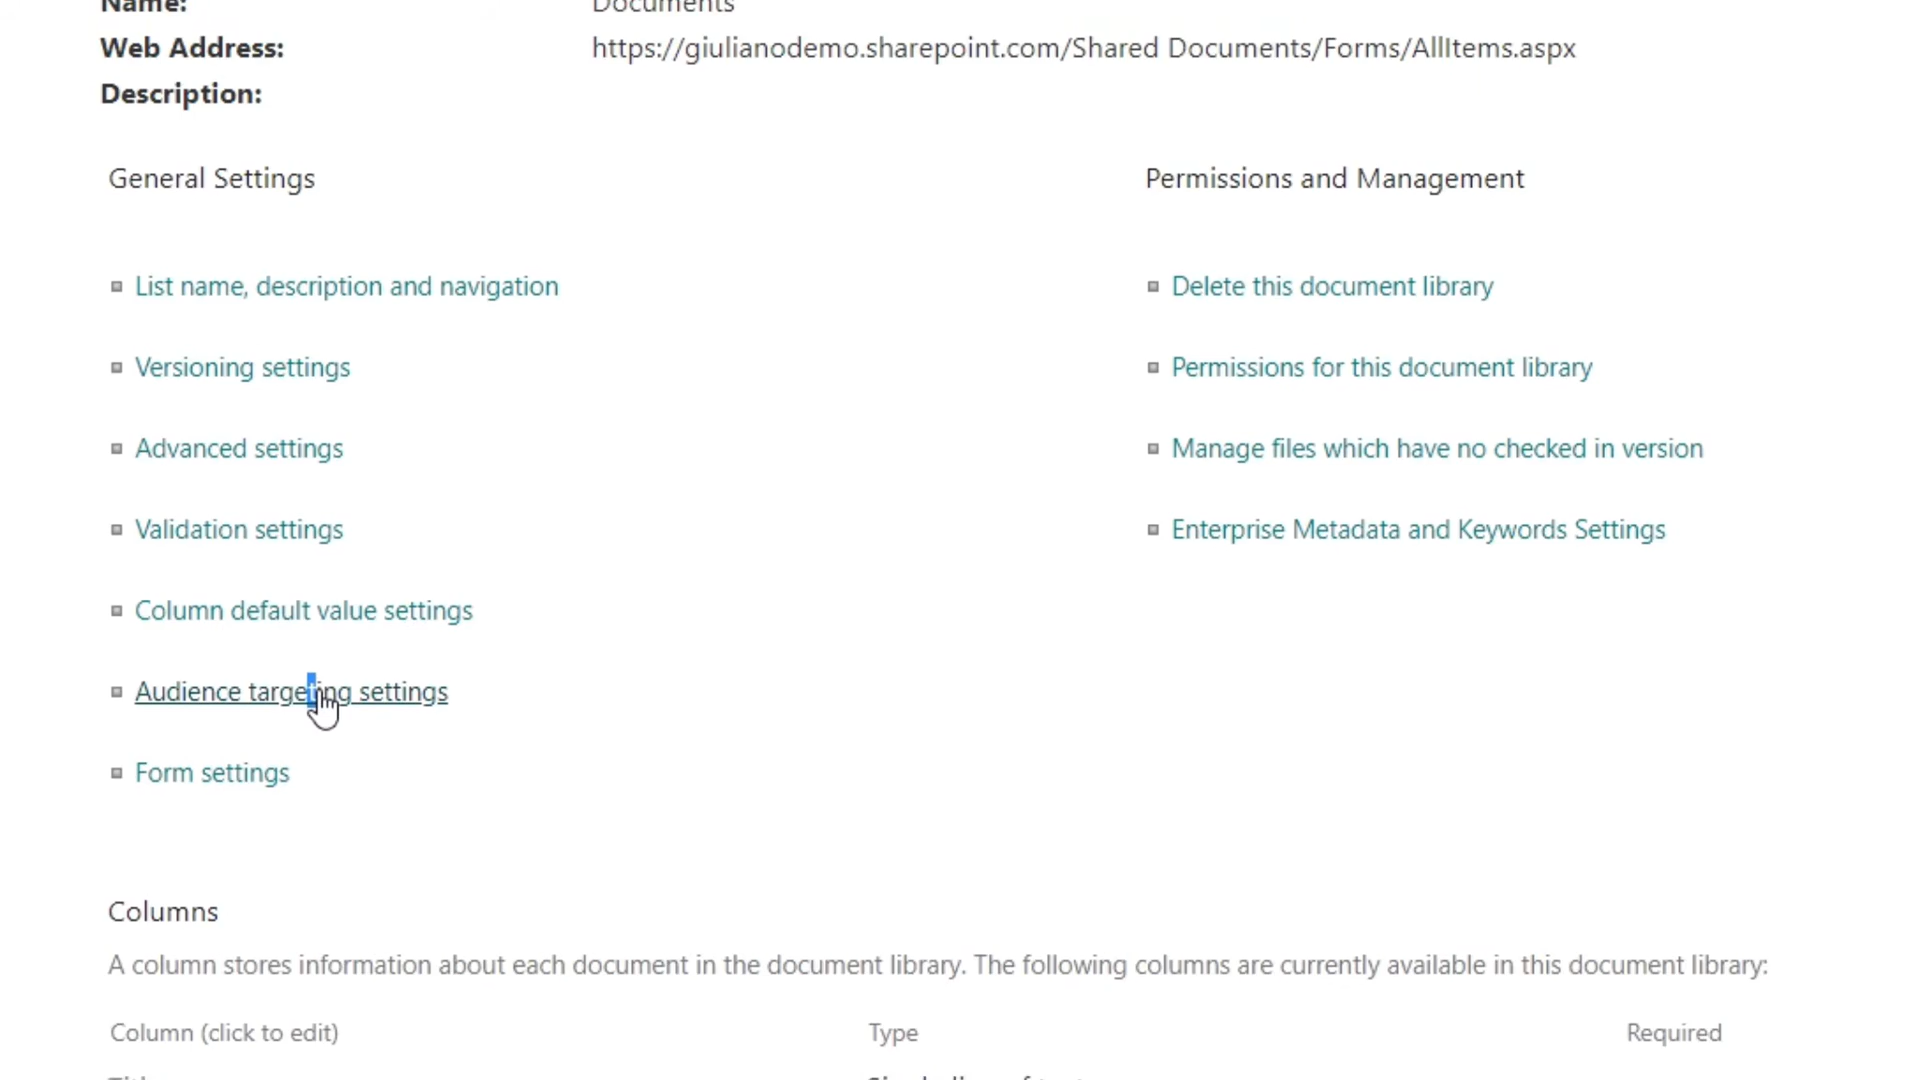 Name: Documents
Web Address: https://giulianodemo.sharepoint.com/Shared Documents/Forms/AllItems.aspx
Description:
General Settings
Permissions and Management
List name, description and navigation
Delete this document library
Versioning settings
Permissions for this document library
Advanced settings
Manage files which have no checked in version
Validation settings
Enterprise Metadata and Keywords Settings
Column default value settings
Audience targeting settings
Form settings
Columns
A column stores information about each document in the document library. The following columns are currently available in this document library:
Column (click to edit) Type Required